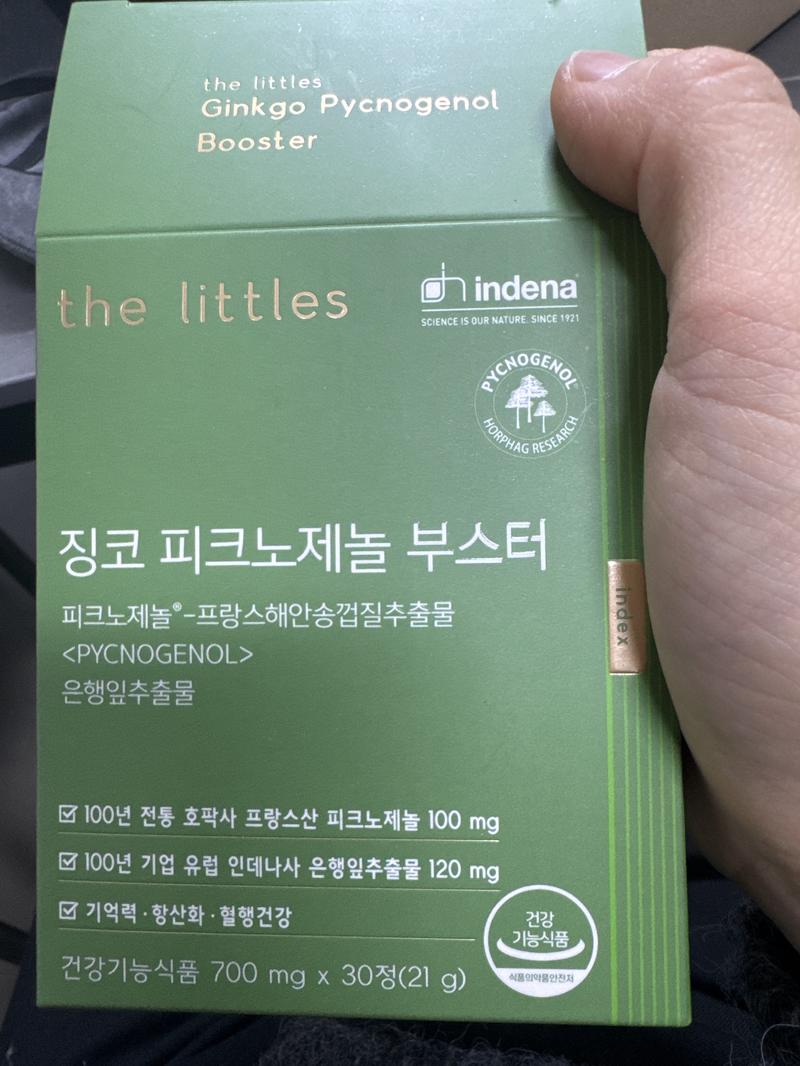 the littles
Ginkgo Pycnogenol
Booster
the littles
indena
SCIENCE IS OUR NATURE. SINCE 1921
PYCNOGENOL®
HORPHAG RESEARCH
징코 피크노제놀 부스터
피크노제놀®-프랑스해안송껍질추출물
<PYCNOGENOL>
은행잎추출물
index
☑ 100년 전통 호팍사 프랑스산 피크노제놀 100 mg
☑ 100년 기업 유럽 인데나사 은행잎추출물 120 mg
☑ 기억력·항산화·혈행건강
건강기능식품 700 mg x 30정(21 g)
건강
기능식품
식품의약품안전처